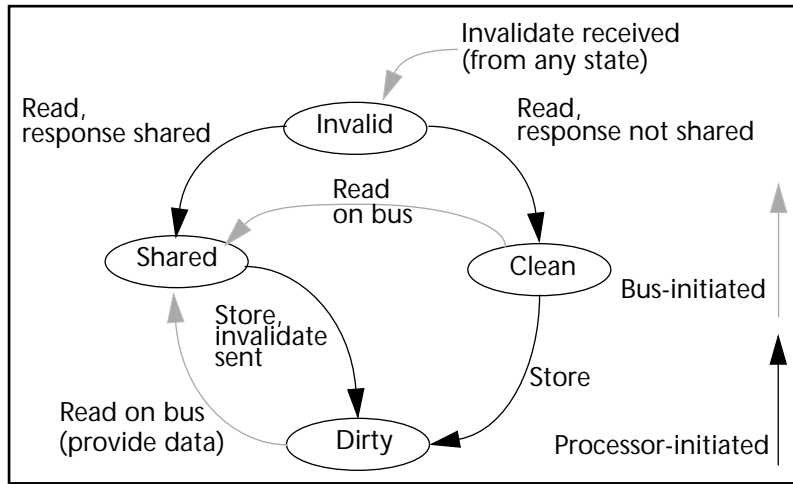 Invalidate received
(from any state)
Read,
response shared
Invalid
Read,
response not shared
Read
on bus
Shared
Clean
Bus-initiated
Store,
invalidate
sent
Store
Read on bus
(provide data)
Dirty
Processor-initiated